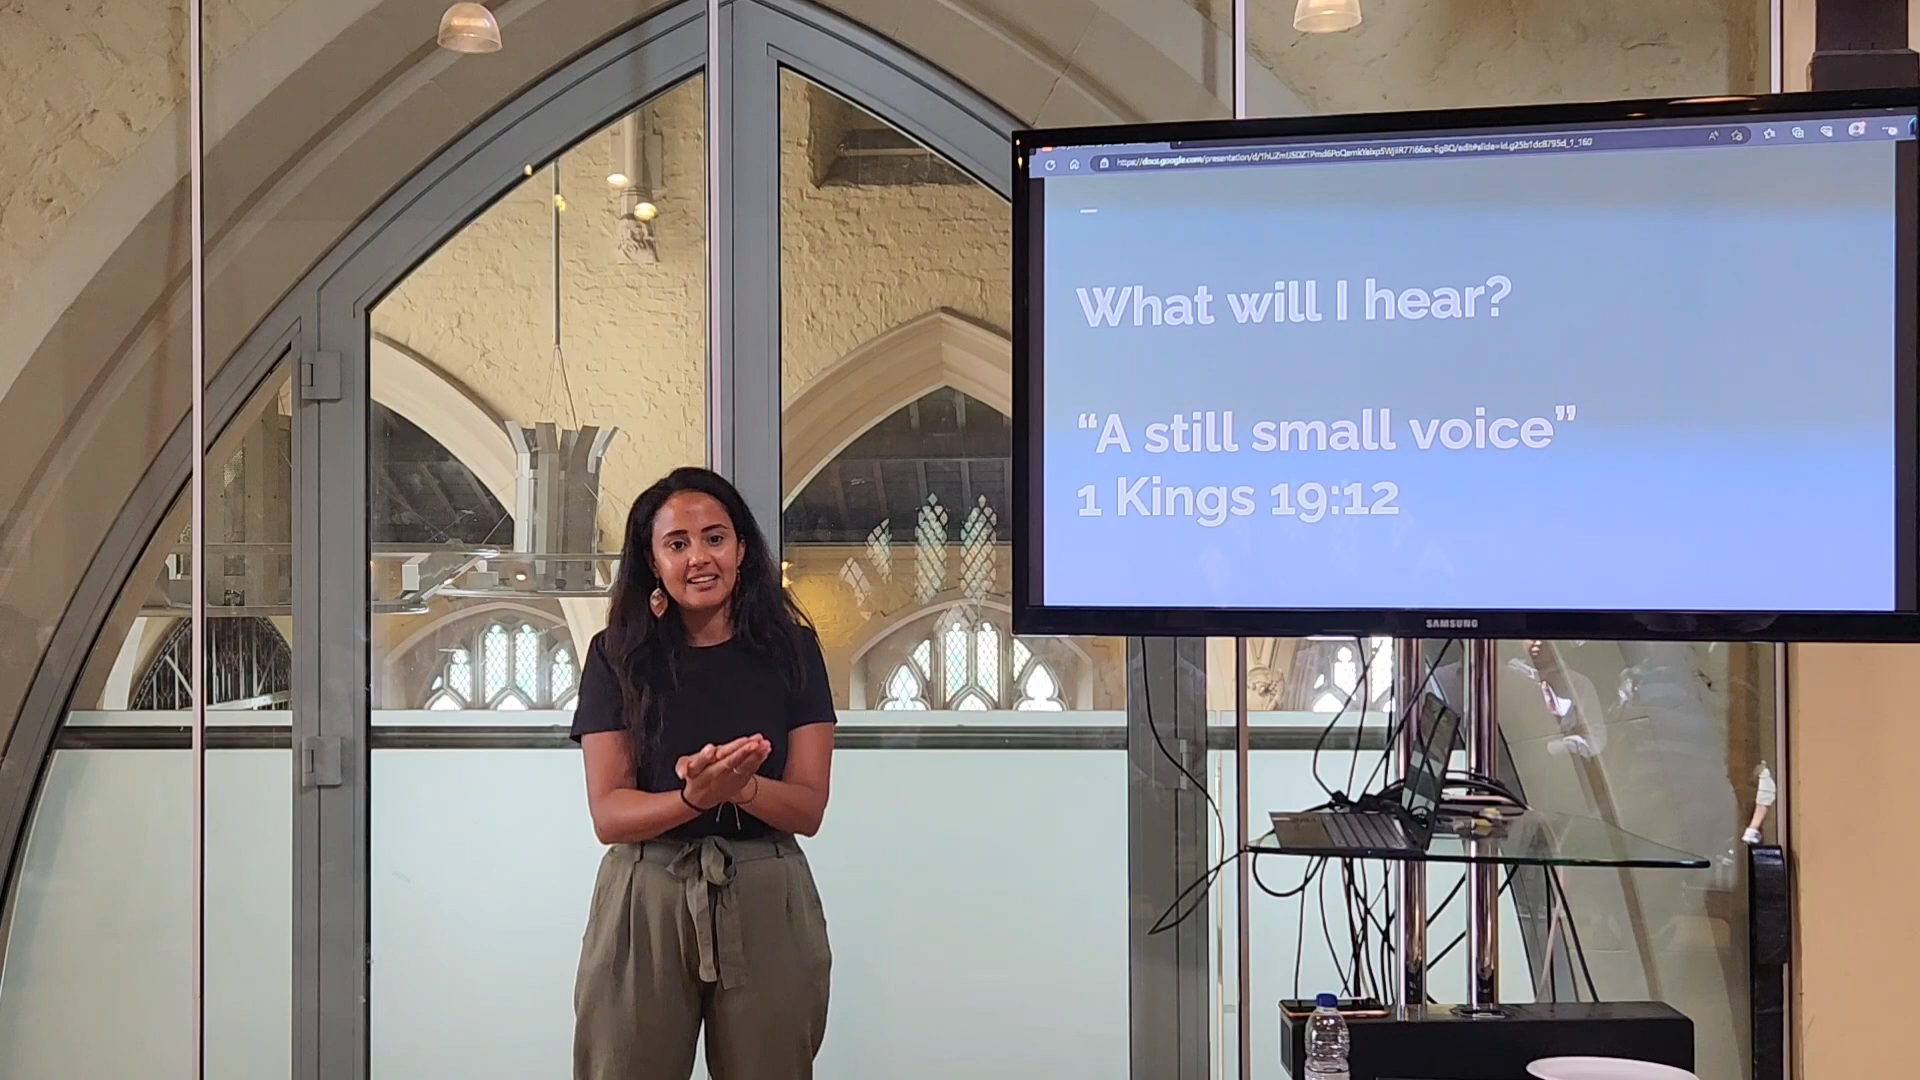 What will I hear?
“A still small voice”
1 Kings 19:12
SAMSUNG